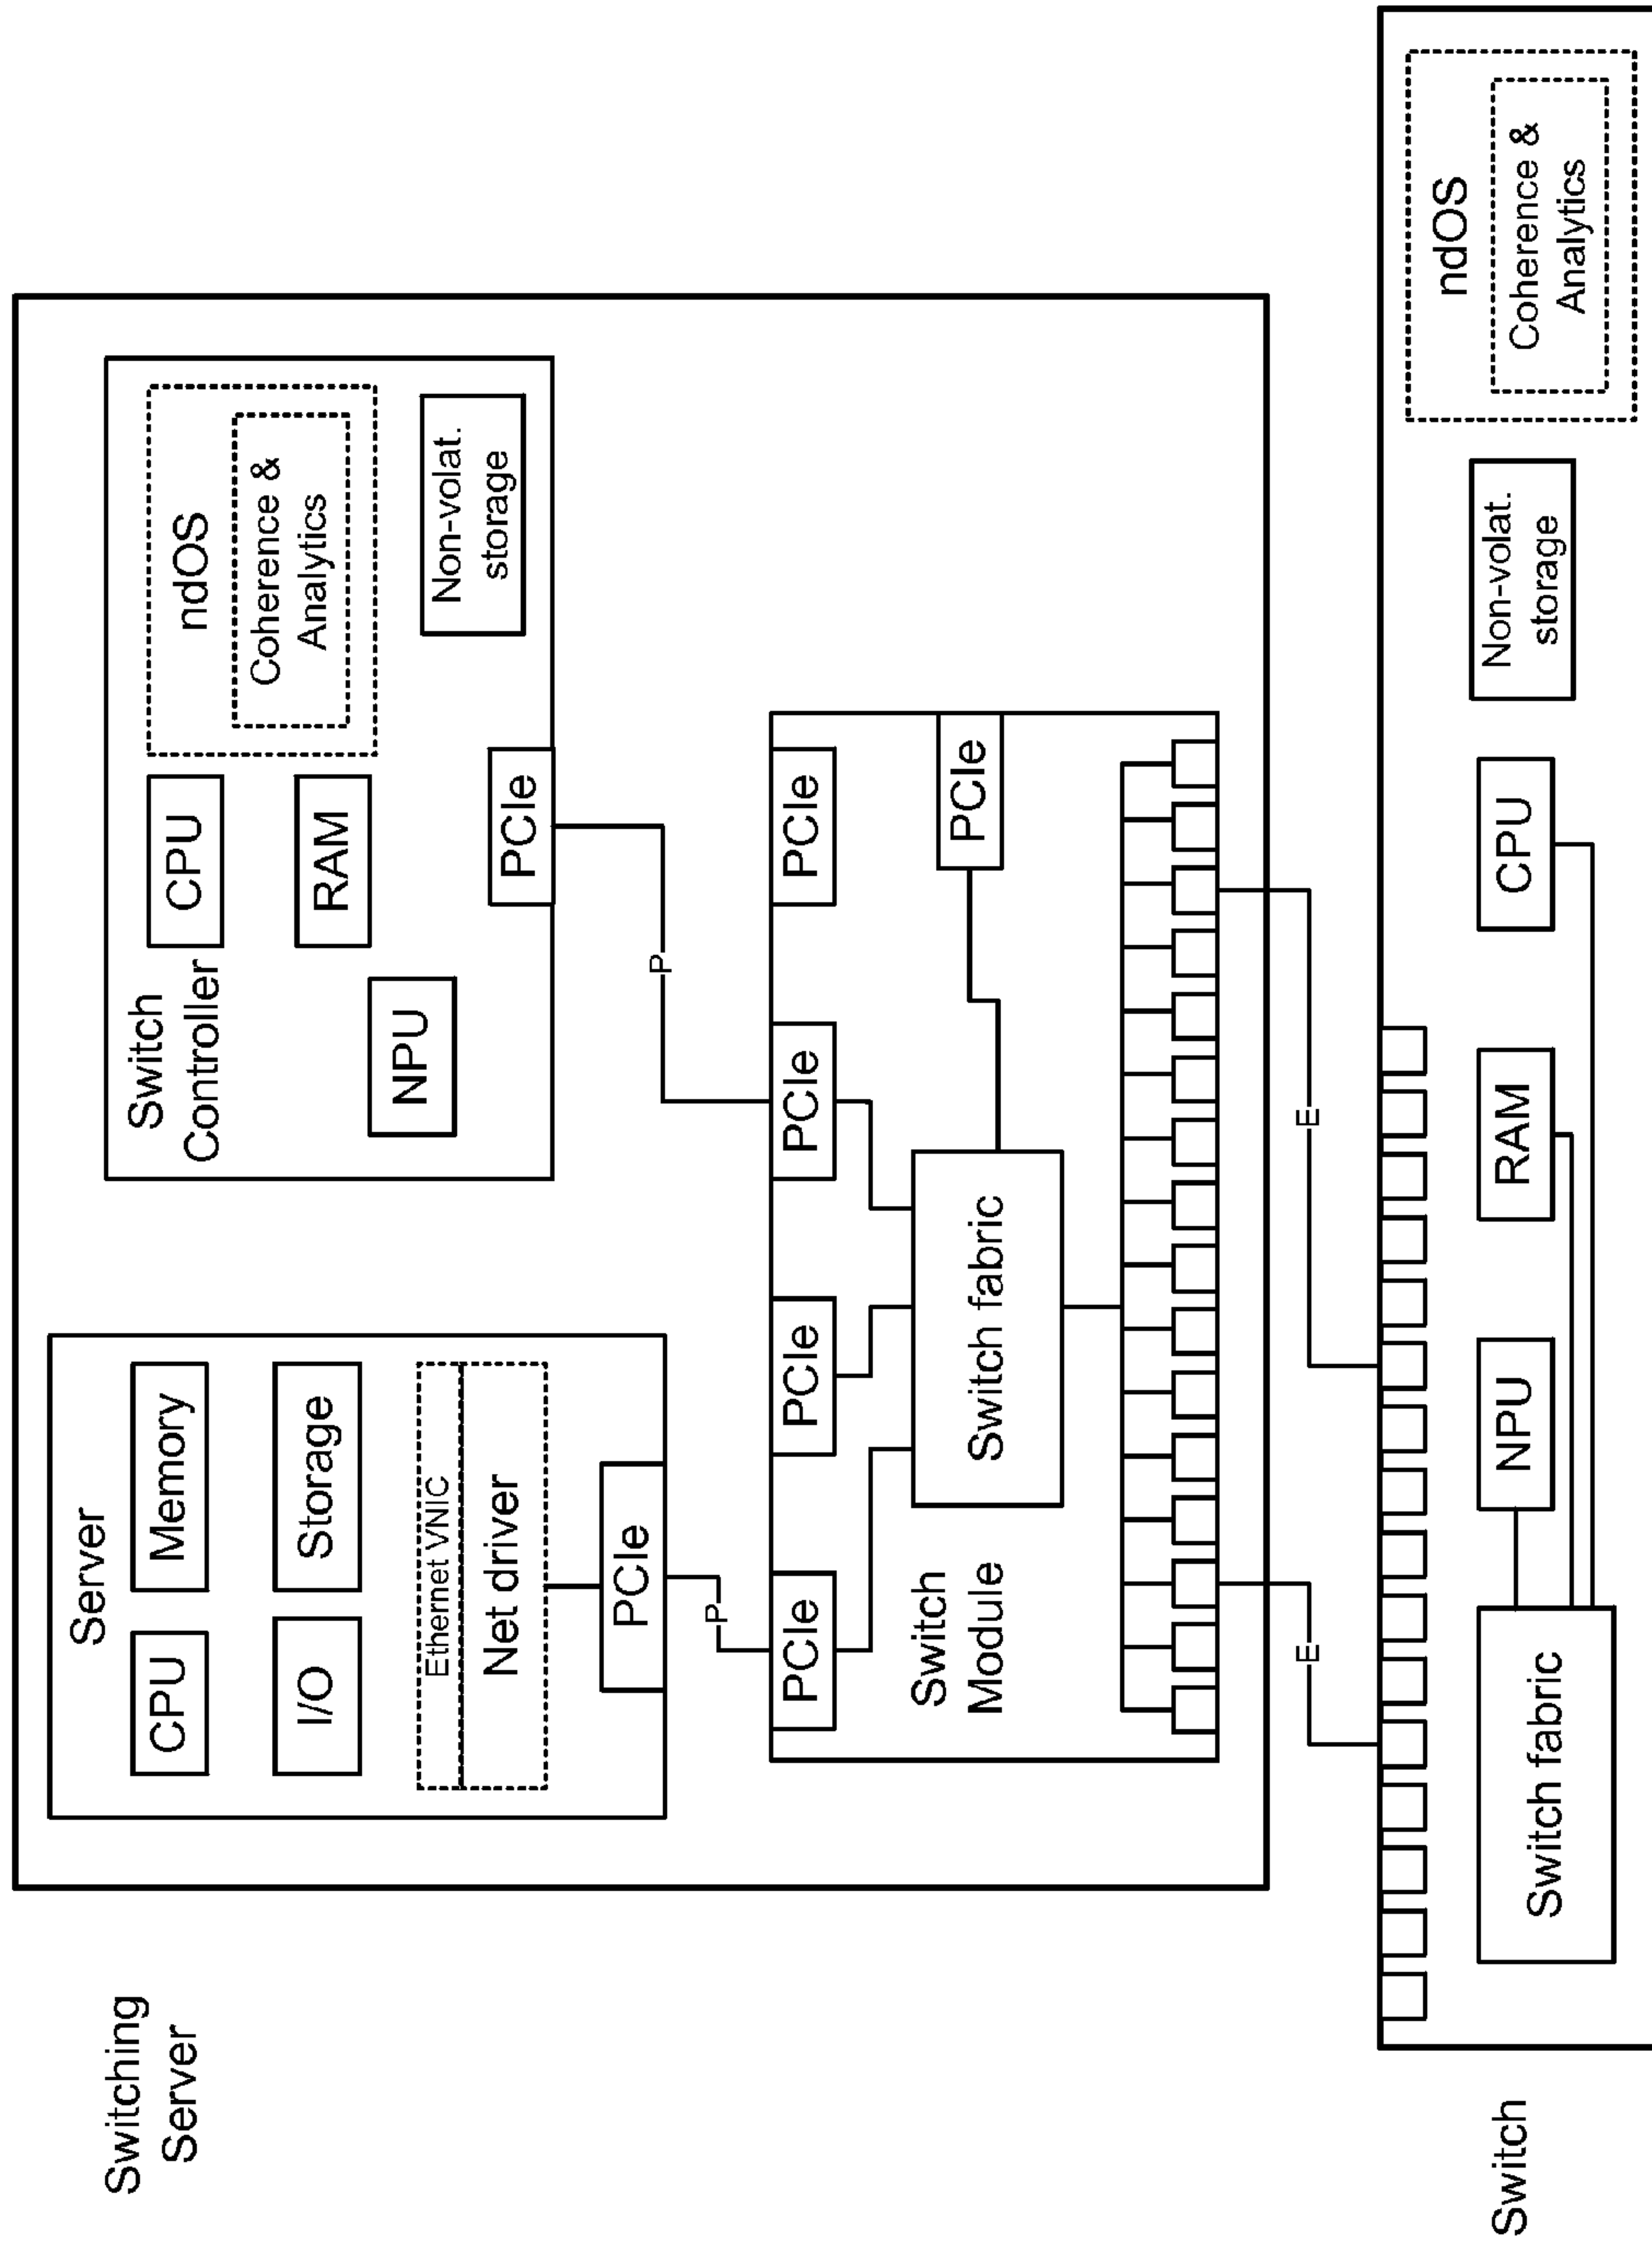 Switching
Server
Server
CPU
Memory
I/O
Storage
Ethernet VNIC
Net driver
PCIe
P
Switch
Controller
CPU
RAM
NPU
ndOS
Coherence &
Analytics
Non-volat.
storage
PCIe
P
PCIe
PCIe
PCIe
PCIe
Switch
Module
Switch fabric
PCIe
E
E
Switch
Switch fabric
NPU
RAM
CPU
Non-volat.
storage
ndOS
Coherence &
Analytics